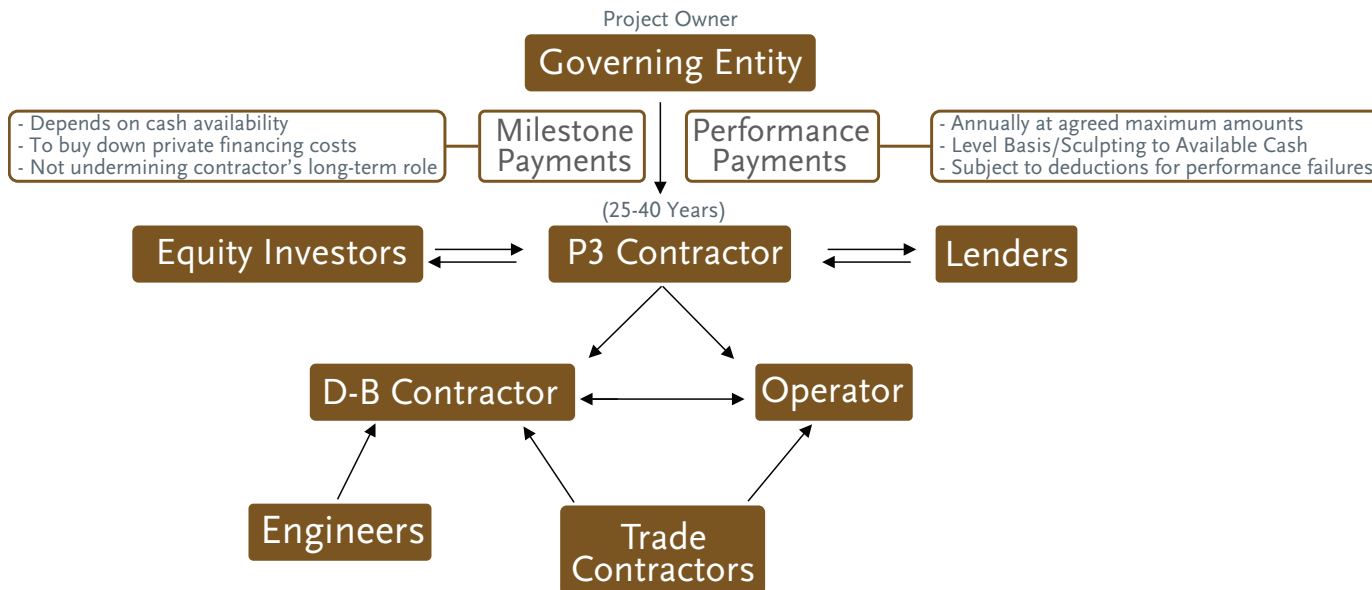 Project Owner
Governing Entity
- Depends on cash availability
- To buy down private financing costs
- Not undermining contractor's long-term role
Milestone
Payments
Performance
Payments
- Annually at agreed maximum amounts
- Level Basis/Sculpting to Available Cash
- Subject to deductions for performance failures
(25-40 Years)
Equity Investors
P3 Contractor
Lenders
D-B Contractor
Operator
Engineers
Trade
Contractors